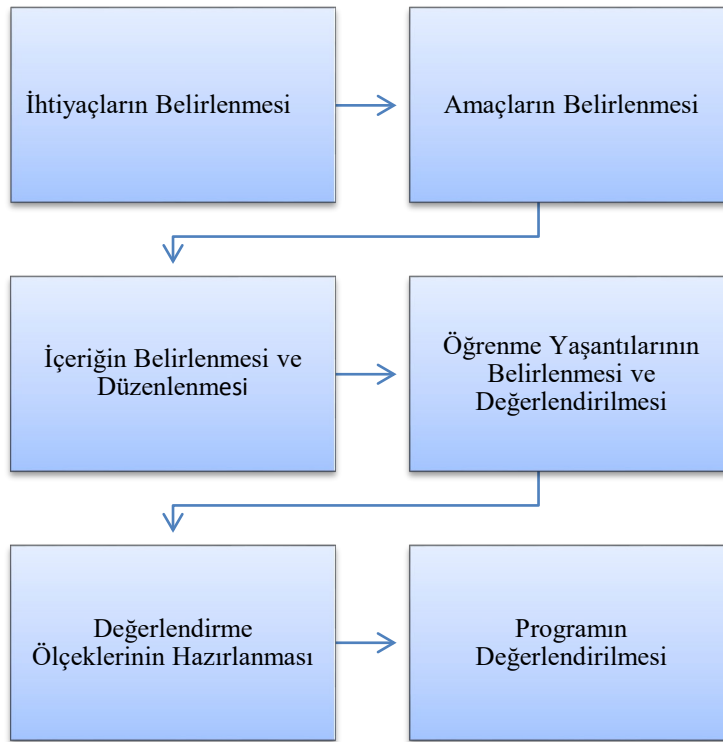 İhtiyaçların Belirlenmesi
Amaçların Belirlenmesi
İçeriğin Belirlenmesi ve
Düzenlenmesi
Öğrenme Yaşantılarının
Belirlenmesi ve
Değerlendirilmesi
Değerlendirme
Ölçeklerinin Hazırlanması
Programın
Değerlendirilmesi